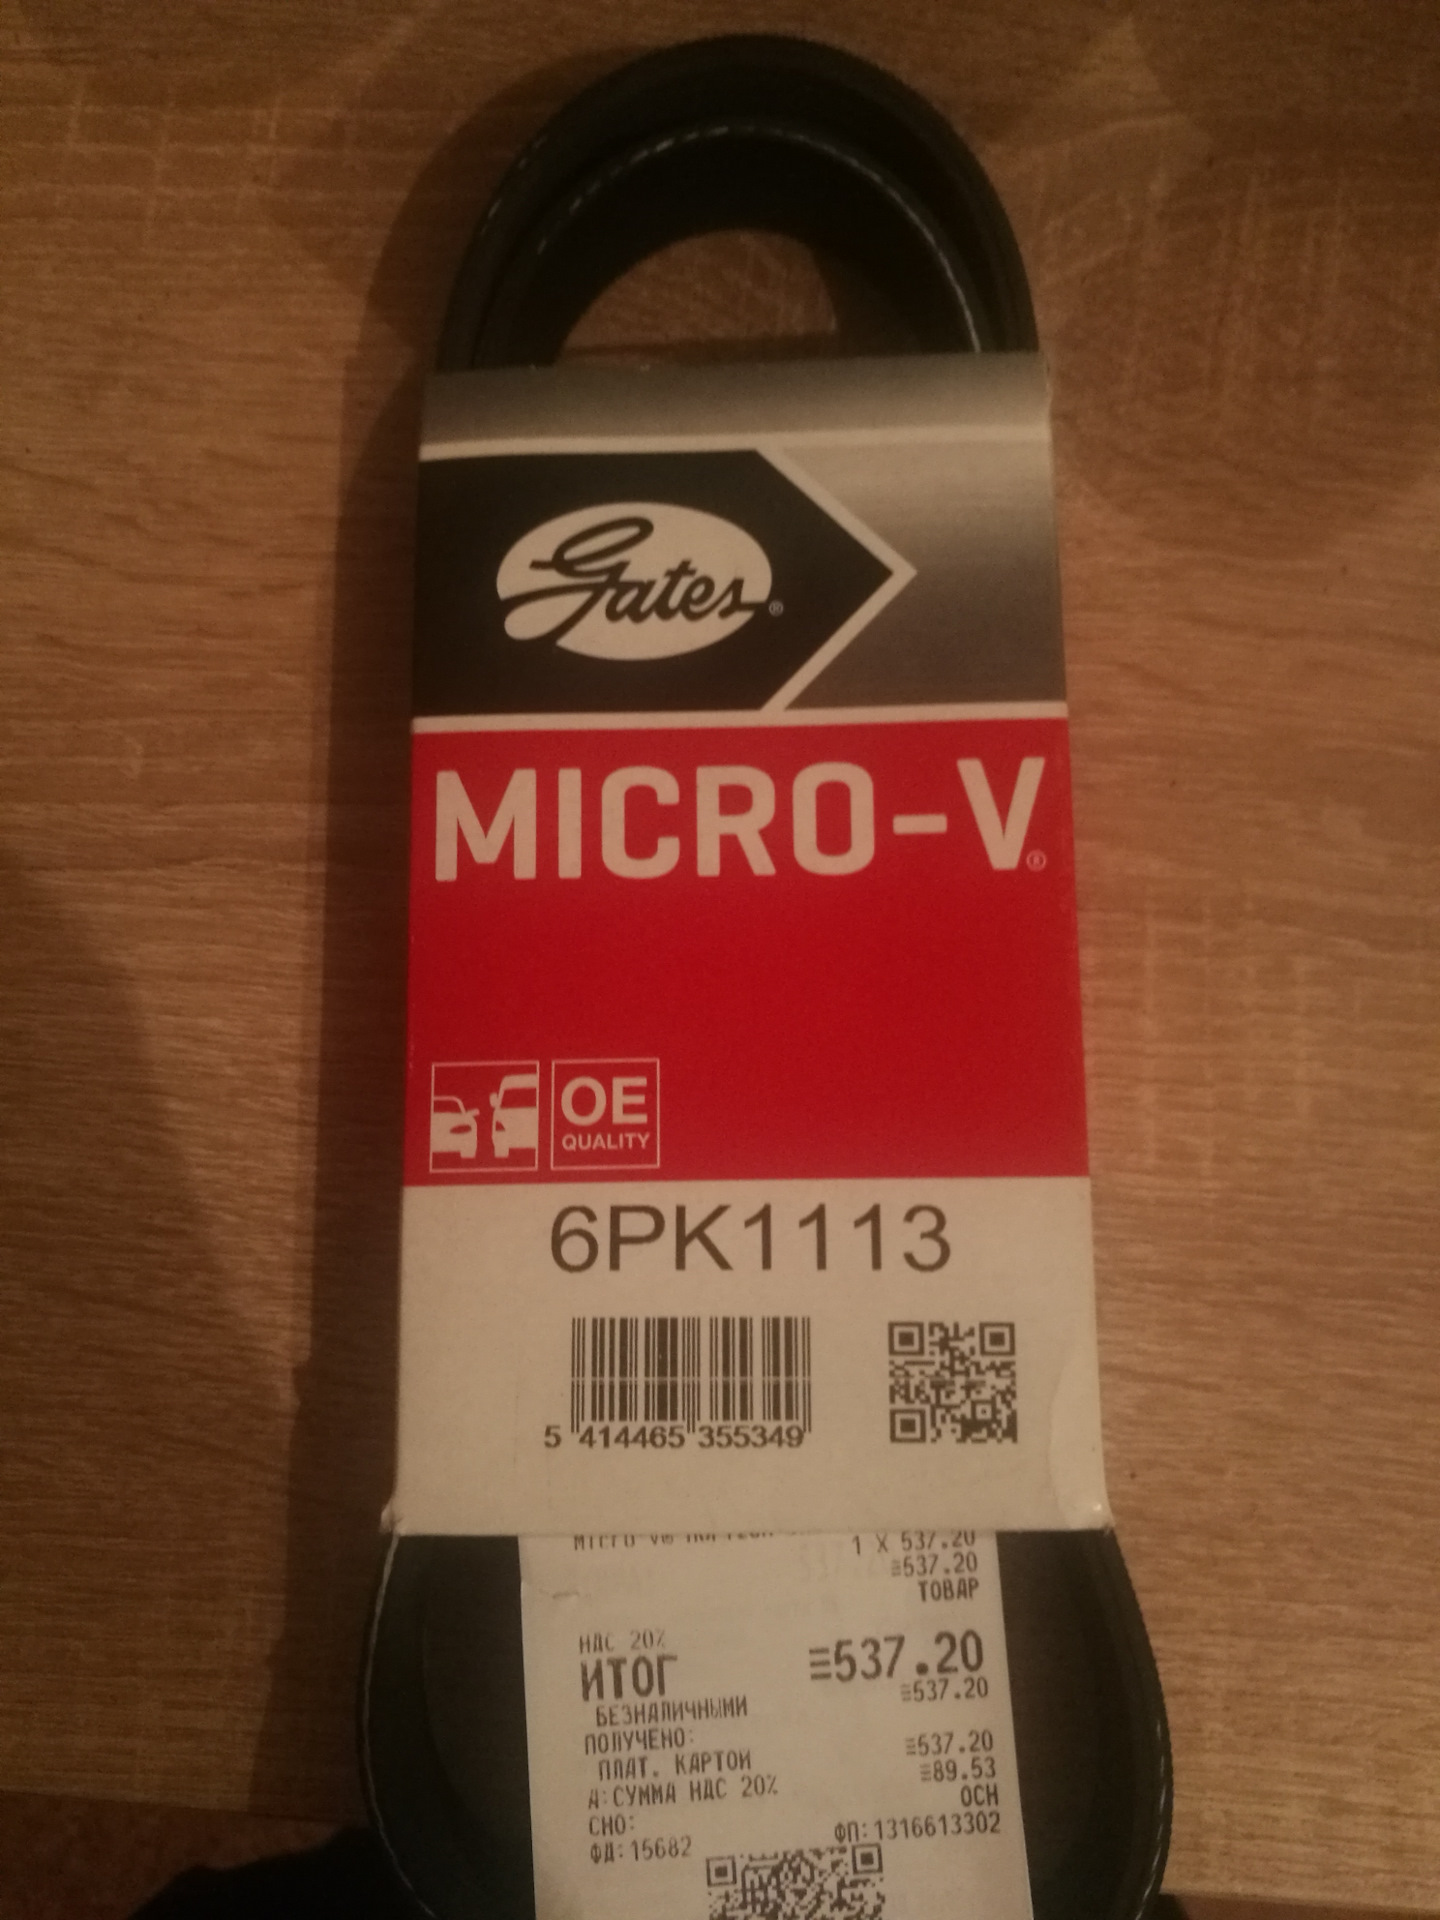 Gates®
MICRO-V®
OE
QUALITY
6PK1113
5 414465 355349
1 X 537.20
≡537.20
ТОВАР
НДС 20%
ИТОГ ≡537.20
БЕЗНАЛИЧНЫМИ ≡537.20
ПОЛУЧЕНО:
ПЛАТ. КАРТОЙ ≡537.20
А:СУММА НДС 20% ≡89.53
СНО: ОСН
ФД:15682 ФП:1316613302